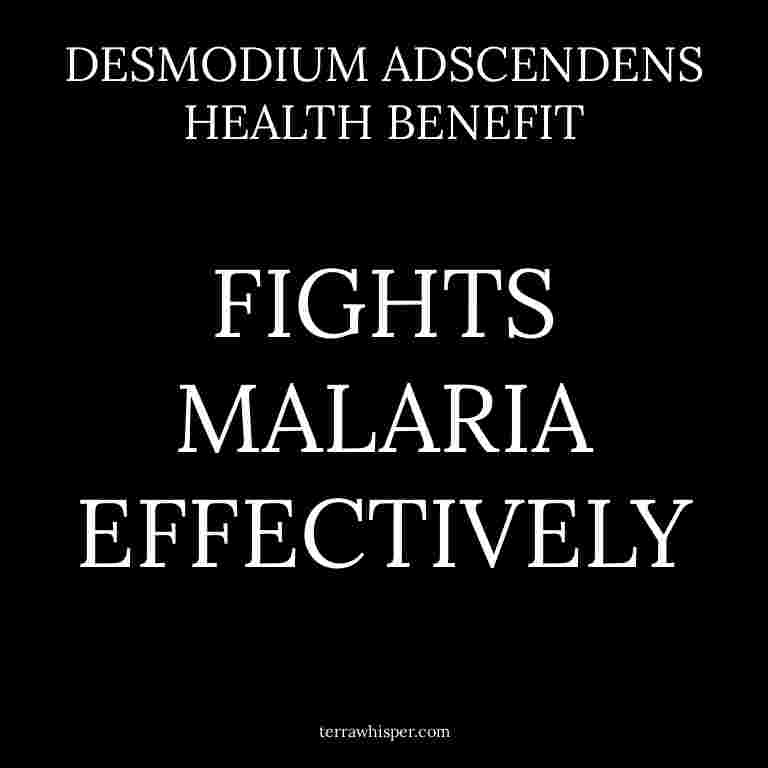 DESMODIUM ADSCENDENS
HEALTH BENEFIT
FIGHTS
MALARIA
EFFECTIVELY
terrawhisper.com